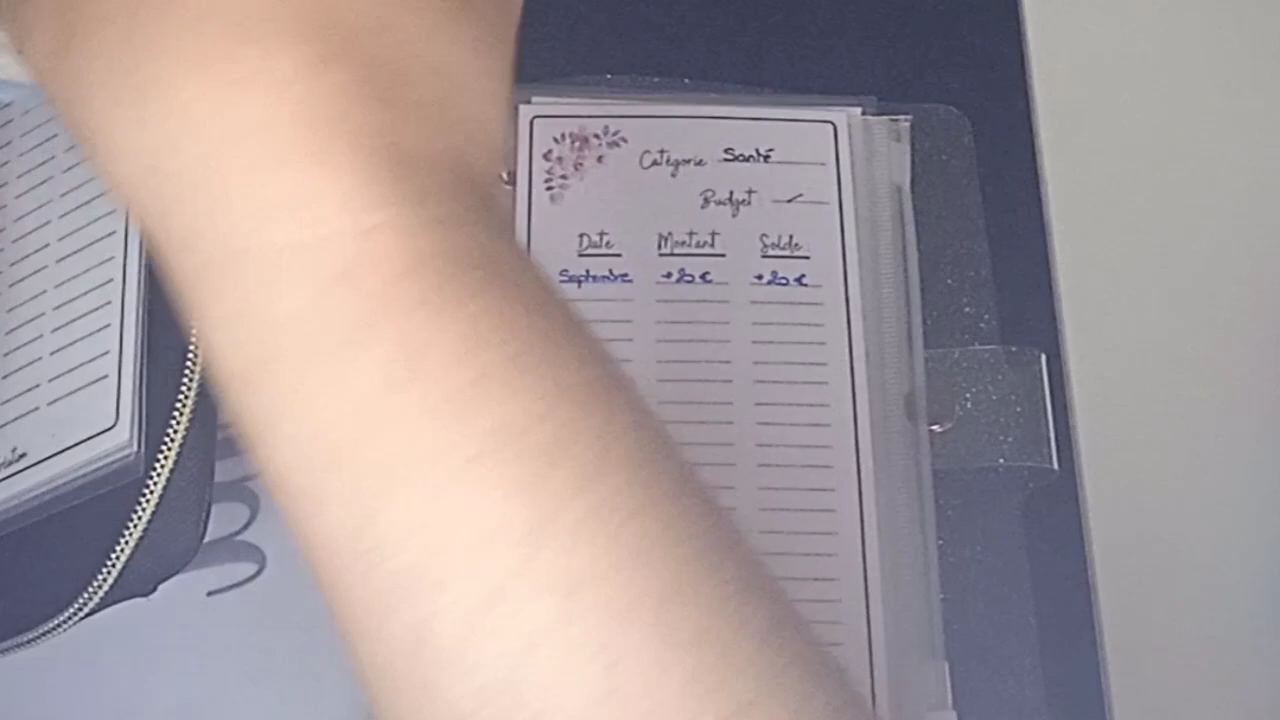 Catégorie Santé
Budget /
Date Montant Solde
Septembre +20€ +20€